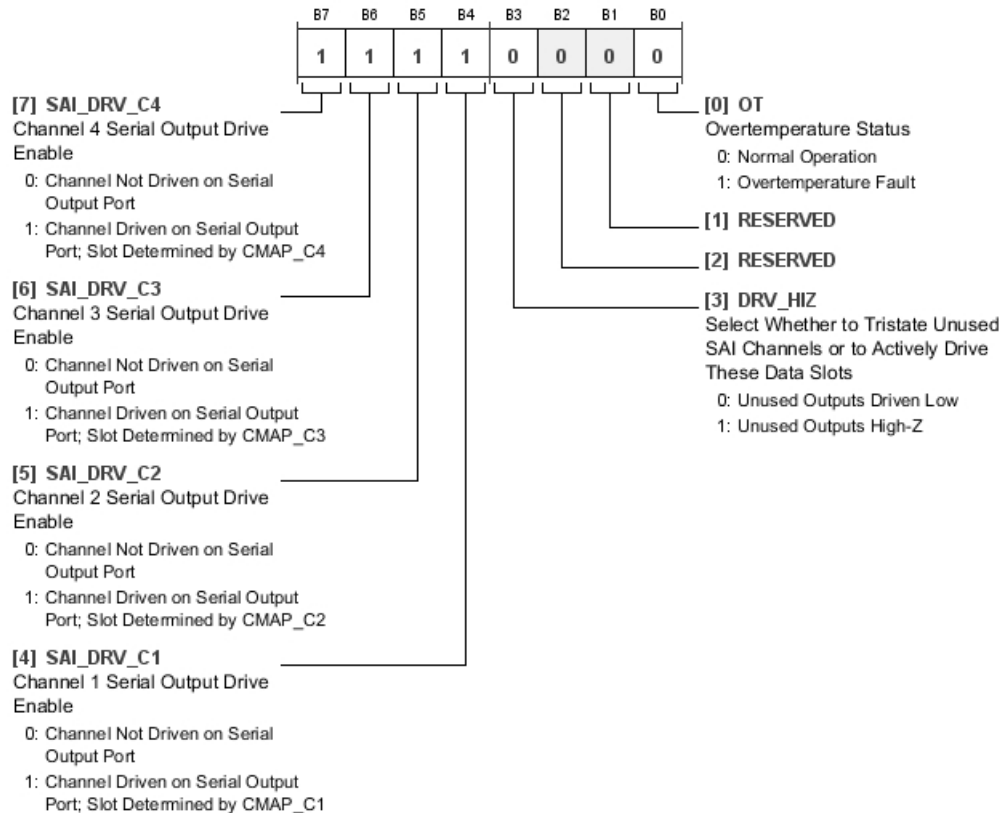 B7 B6 B5 B4 B3 B2 B1 B0
1 1 1 1 0 0 0 0
[7] SAI_DRV_C4
Channel 4 Serial Output Drive
Enable
0: Channel Not Driven on Serial
Output Port
1: Channel Driven on Serial Output
Port; Slot Determined by CMAP_C4
[6] SAI_DRV_C3
Channel 3 Serial Output Drive
Enable
0: Channel Not Driven on Serial
Output Port
1: Channel Driven on Serial Output
Port; Slot Determined by CMAP_C3
[5] SAI_DRV_C2
Channel 2 Serial Output Drive
Enable
0: Channel Not Driven on Serial
Output Port
1: Channel Driven on Serial Output
Port; Slot Determined by CMAP_C2
[4] SAI_DRV_C1
Channel 1 Serial Output Drive
Enable
0: Channel Not Driven on Serial
Output Port
1: Channel Driven on Serial Output
Port; Slot Determined by CMAP_C1
[0] OT
Overtemperature Status
0: Normal Operation
1: Overtemperature Fault
[1] RESERVED
[2] RESERVED
[3] DRV_HIZ
Select Whether to Tristate Unused
SAI Channels or to Actively Drive
These Data Slots
0: Unused Outputs Driven Low
1: Unused Outputs High-Z